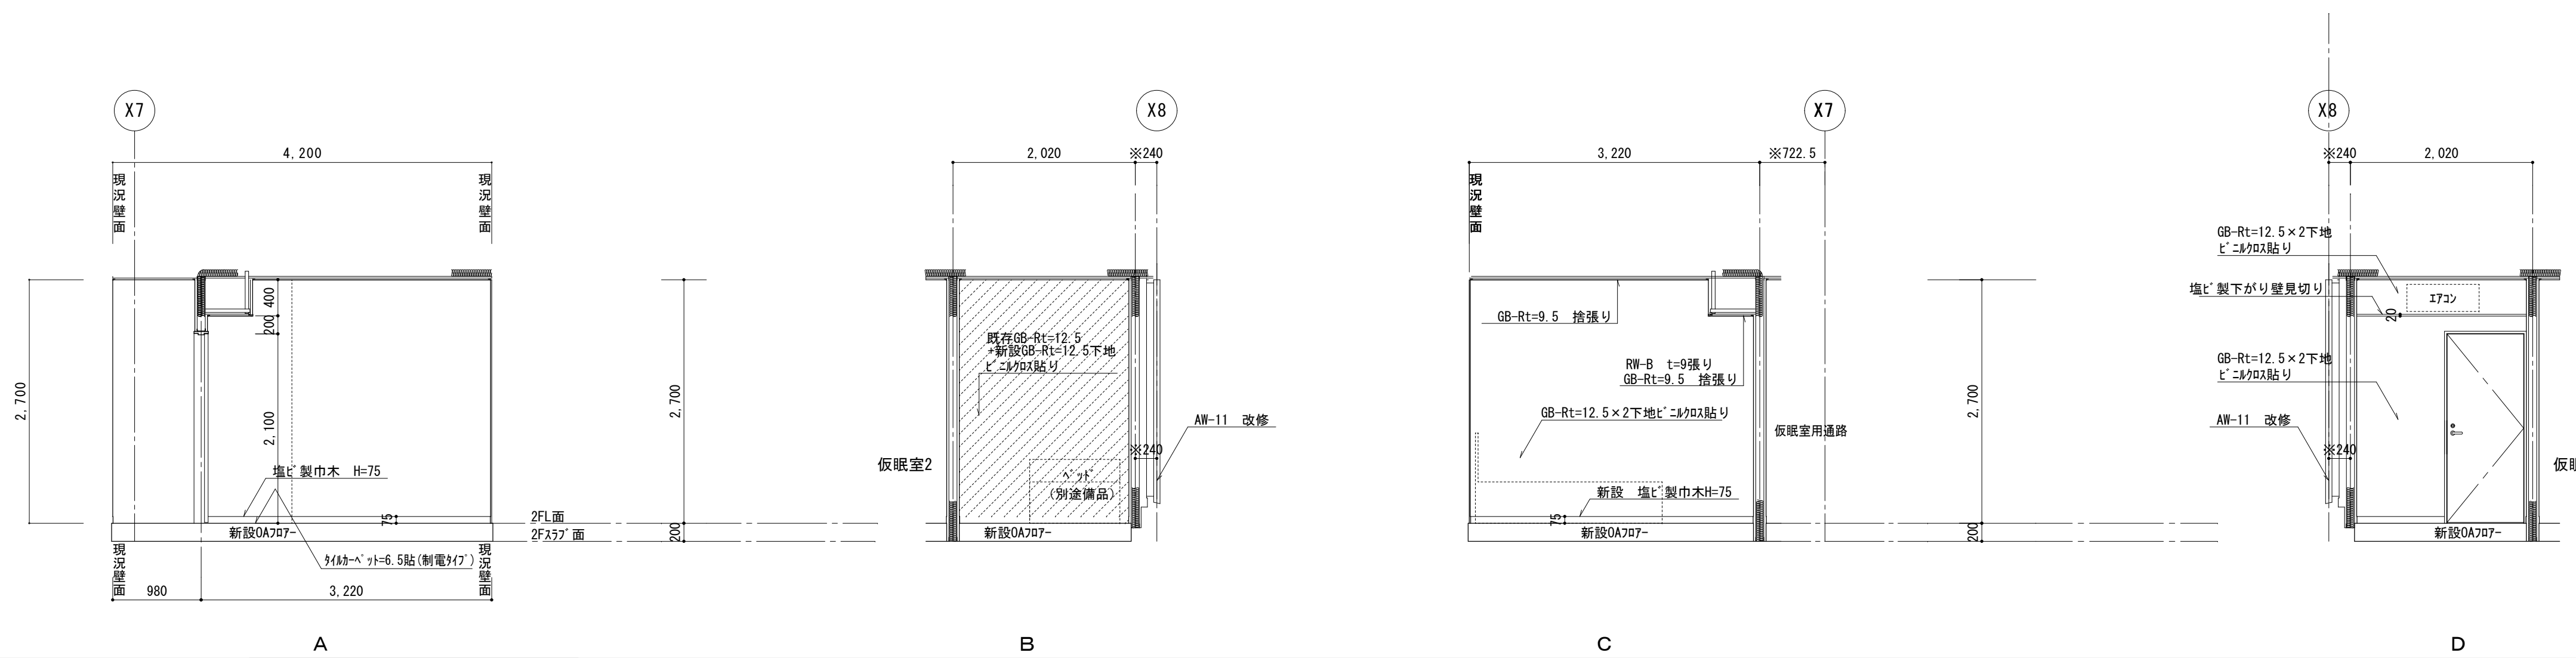 X7
4,200
現況壁面
現況壁面
2,700
400
200
2,100
塩ビ製巾木 H=75
75
新設OAフロアー
2FL面
2Fスラブ面
タイルカーペット=6.5貼(制電タイプ)
現況壁面
現況壁面
980
3,220
A
2,700
200
X8
2,020
※240
既存GB-Rt=12.5
+新設GB-Rt=12.5下地
ビニルクロス貼り
AW-11 改修
※240
仮眠室2
ベッド
(別途備品)
新設OAフロアー
B
X7
3,220
※722.5
現況壁面
GB-Rt=9.5 捨張り
RW-B t=9張り
GB-Rt=9.5 捨張り
GB-Rt=12.5×2下地ビニルクロス貼り
仮眠室用通路
新設 塩ビ製巾木H=75
75
新設OAフロアー
C
2,700
200
X8
※240
2,020
GB-Rt=12.5×2下地
ビニルクロス貼り
塩ビ製下がり壁見切り
エアコン
20
GB-Rt=12.5×2下地
ビニルクロス貼り
AW-11 改修
※240
新設OAフロアー
D